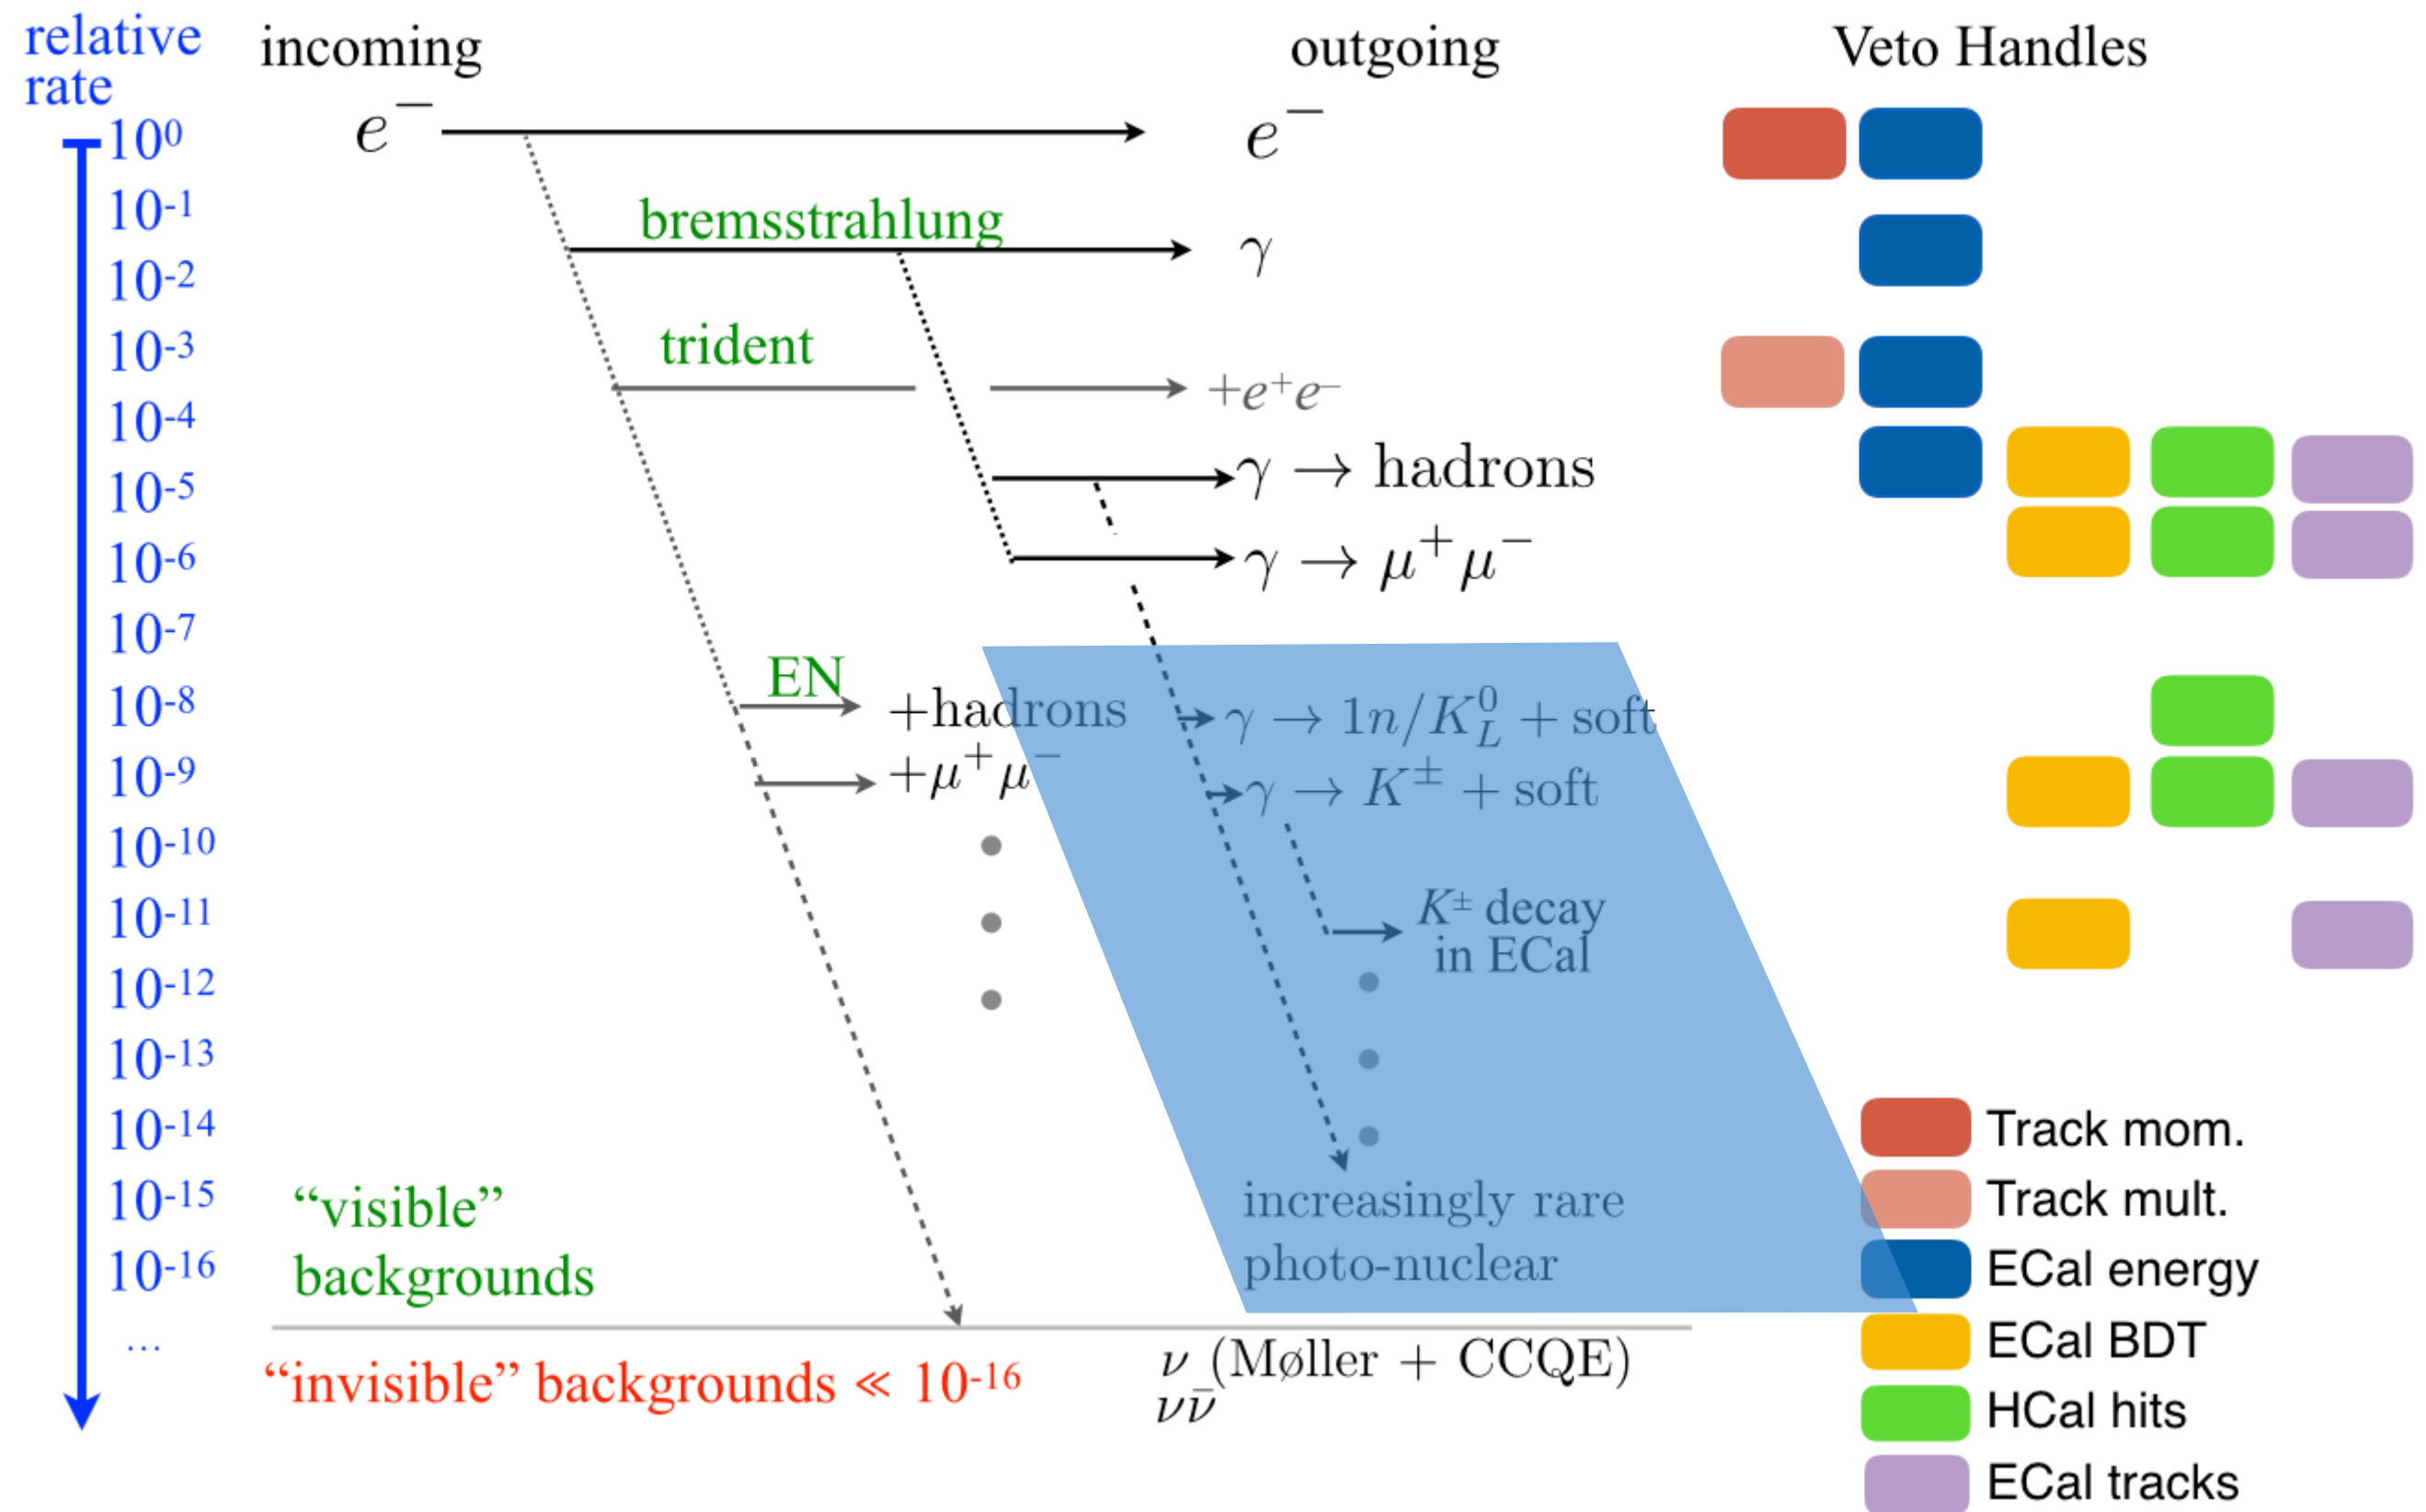 relative
rate
incoming
outgoing
Veto Handles
e⁻
e⁻
10⁰
10⁻¹
10⁻²
10⁻³
10⁻⁴
10⁻⁵
10⁻⁶
10⁻⁷
10⁻⁸
10⁻⁹
10⁻¹⁰
10⁻¹¹
10⁻¹²
10⁻¹³
10⁻¹⁴
10⁻¹⁵
10⁻¹⁶
...
bremsstrahlung
γ
trident
+e⁺e⁻
γ → hadrons
γ → μ⁺μ⁻
EN
+hadrons
γ → 1n/K⁰_L + soft
+μ⁺μ⁻
γ → K± + soft
K± decay
in ECal
increasingly rare
photo-nuclear
“visible”
backgrounds
“invisible” backgrounds ≪ 10⁻¹⁶
ν (Møller + CCQE)
νν̄
Track mom.
Track mult.
ECal energy
ECal BDT
HCal hits
ECal tracks